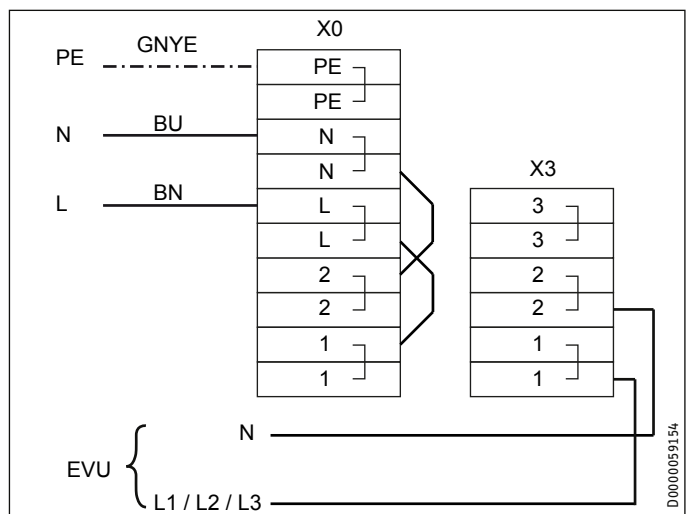 X0
PE GNYE PE
PE
N BU N
N
L BN L
L
2
2
1
1
X3
3
3
2
2
1
1
EVU
N
L1 / L2 / L3
D0000059154